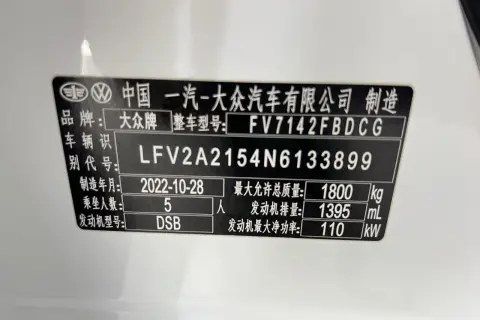 中国 一汽-大众汽车有限公司 制造
品牌: 大众牌 整车型号: FV7142FBDCG
车辆识别代号: LFV2A2154N6133899
制造年月: 2022-10-28 最大允许总质量: 1800 kg
乘坐人数: 5 人 发动机排量: 1395 mL
发动机型号: DSB 发动机最大净功率: 110 kW